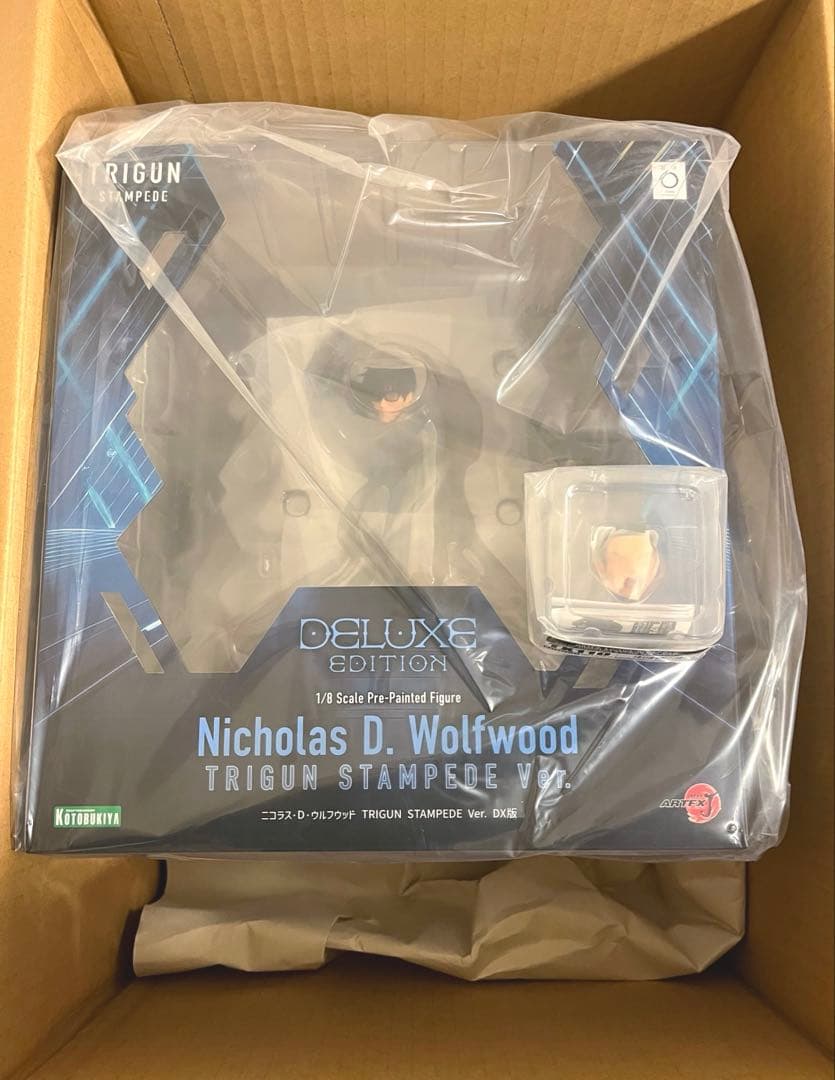 TRIGUN
STAMPEDE
DELUXE
EDITION
1/8 Scale Pre-Painted Figure
Nicholas D. Wolfwood
TRIGUN STAMPEDE Ver.
ニコラス・D・ウルフウッド TRIGUN STAMPEDE Ver. DX版
KOTOBUKIYA
ARTFX J